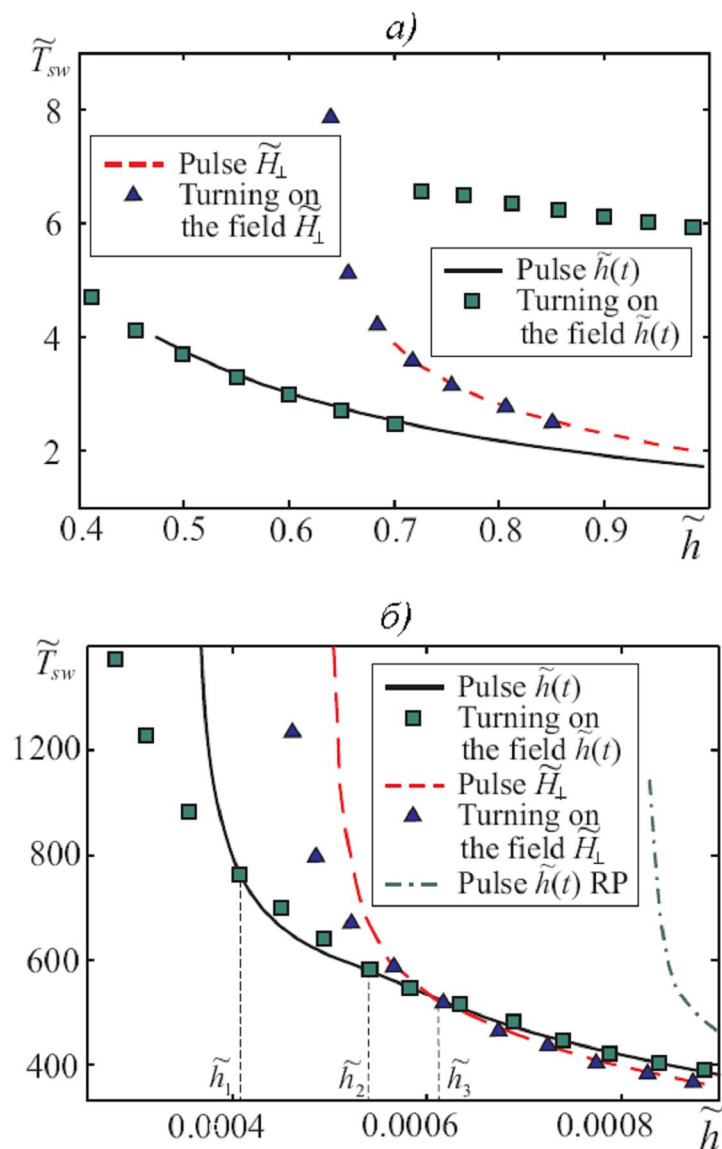 а)
T̃sw
8
6
4
2
Pulse H̃⊥
Turning on
the field H̃⊥
Pulse h̃(t)
Turning on
the field h̃(t)
0.4 0.5 0.6 0.7 0.8 0.9 h̃
б)
T̃sw
1200
800
600
400
Pulse h̃(t)
Turning on
the field h̃(t)
Pulse H̃⊥
Turning on
the field H̃⊥
Pulse h̃(t) RP
h̃1 h̃2 h̃3
0.0004 0.0006 0.0008 h̃